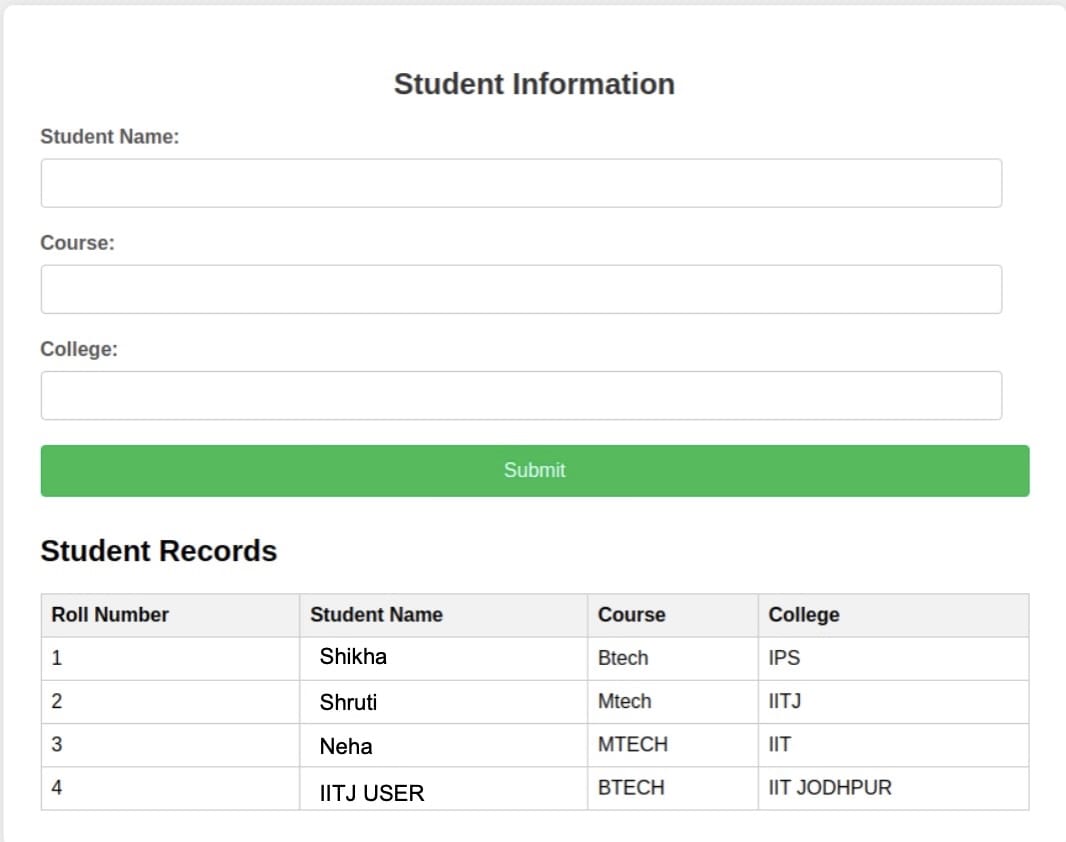 Student Information
Student Name:
Course:
College:
Submit
Student Records
Roll Number Student Name Course College
1 Shikha Btech IPS
2 Shruti Mtech IITJ
3 Neha MTECH IIT
4 IITJ USER BTECH IIT JODHPUR